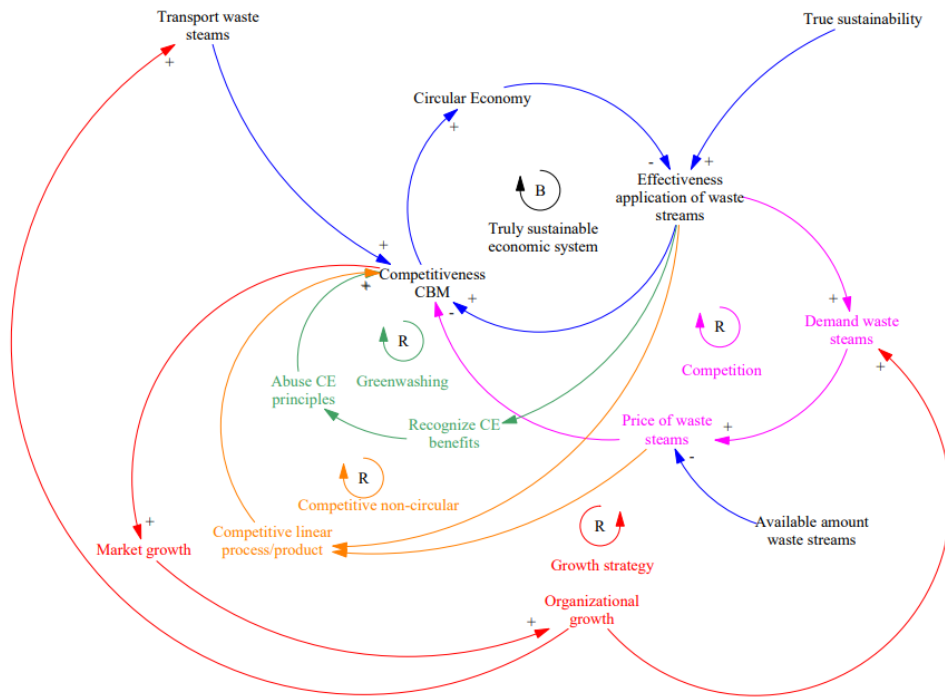 Transport waste
steams
+
True sustainability
Circular Economy
+
-
+
Effectiveness
application of waste
streams
B
Truly sustainable
economic system
+
Competitiveness
CBM
+
+
-
R
Greenwashing
R
Competition
+
Demand waste
steams
+
Abuse CE
principles
Recognize CE
benefits
Price of waste
steams
+
-
R
Competitive non-circular
Competitive linear
process/product
Available amount
waste streams
+
Market growth
R
Growth strategy
Organizational
growth
+